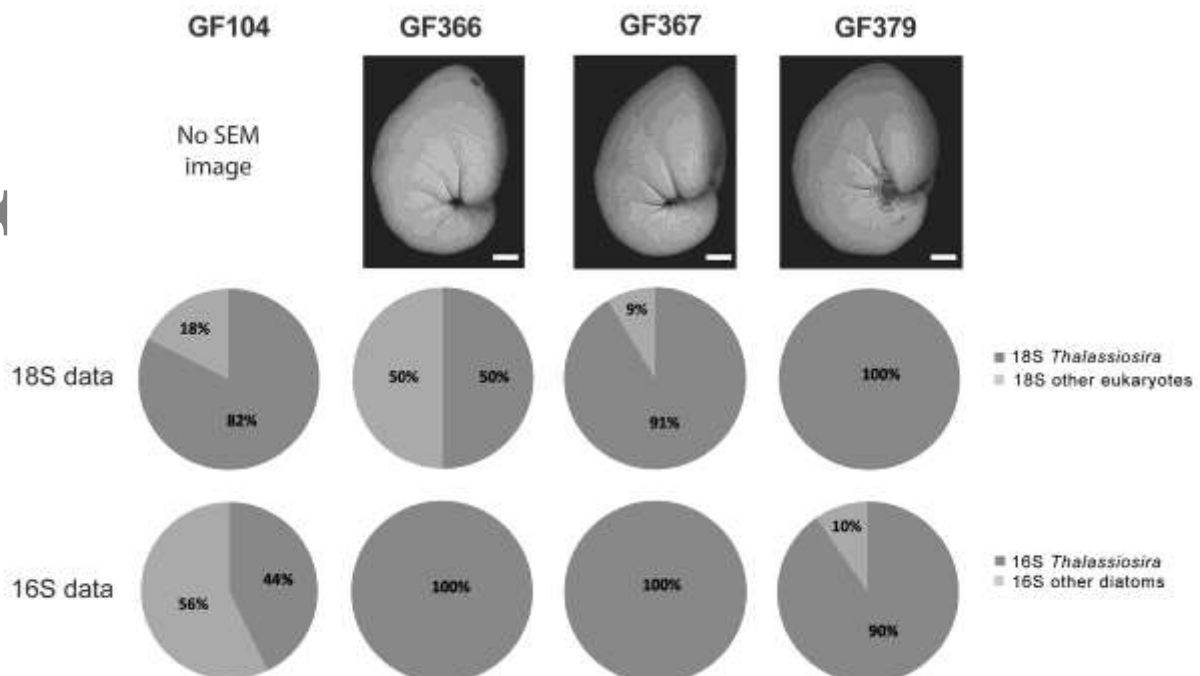 GF104 GF366 GF367 GF379
No SEM
image
18S data
18%
82%
50%
50%
9%
91%
100%
18S Thalassiosira
18S other eukaryotes
16S data
56%
44%
100%
100%
10%
90%
16S Thalassiosira
16S other diatoms